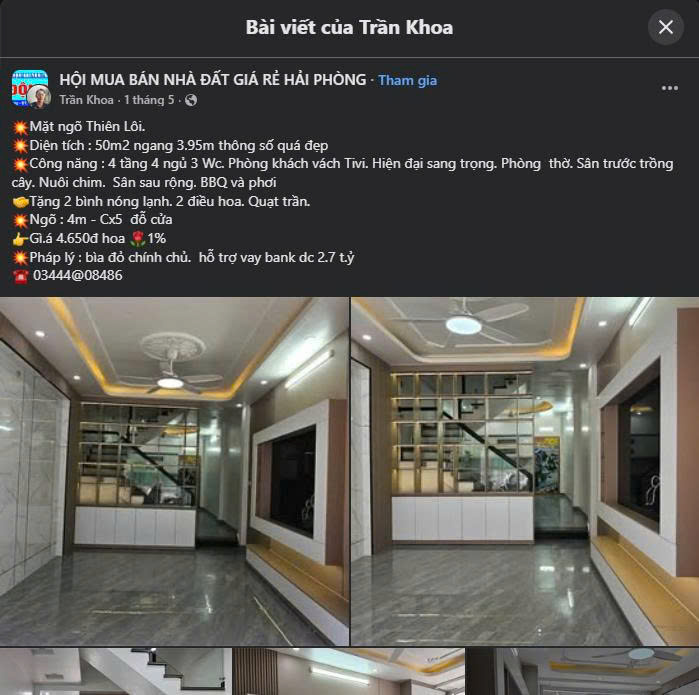 Bài viết của Trần Khoa
HỘI MUA BÁN NHÀ ĐẤT GIÁ RẺ HẢI PHÒNG · Tham gia
Trần Khoa · 1 tháng 5 ·
💥Mặt ngõ Thiên Lôi.
💥Diện tích : 50m2 ngang 3.95m thông số quá đẹp
💥Công năng : 4 tầng 4 ngủ 3 Wc. Phòng khách vách Tivi. Hiện đại sang trọng. Phòng thờ. Sân trước trồng
cây. Nuôi chim. Sân sau rộng. BBQ và phơi
🤝Tặng 2 bình nóng lạnh. 2 điều hoa. Quạt trần.
💥Ngõ : 4m - Cx5 đỗ cửa
👉Gì.á 4.650đ hoa 🌹1%
💥Pháp lý : bìa đỏ chính chủ. hỗ trợ vay bank dc 2.7 t.ỷ
☎️ 03444@08486